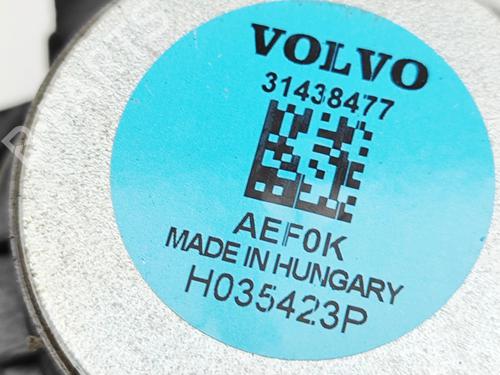 VOLVO
31438477
AEF0K
MADE IN HUNGARY
H035423P